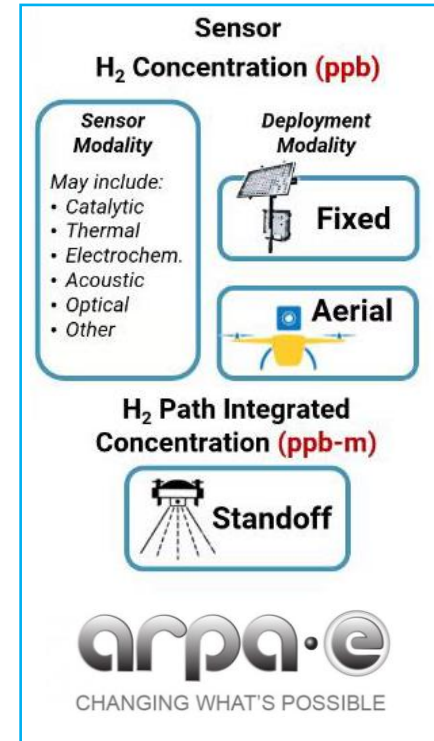 Sensor
H₂ Concentration (ppb)
Sensor
Modality
May include:
• Catalytic
• Thermal
• Electrochem.
• Acoustic
• Optical
• Other
Deployment
Modality
Fixed
Aerial
H₂ Path Integrated
Concentration (ppb-m)
Standoff
arpa·e
CHANGING WHAT'S POSSIBLE